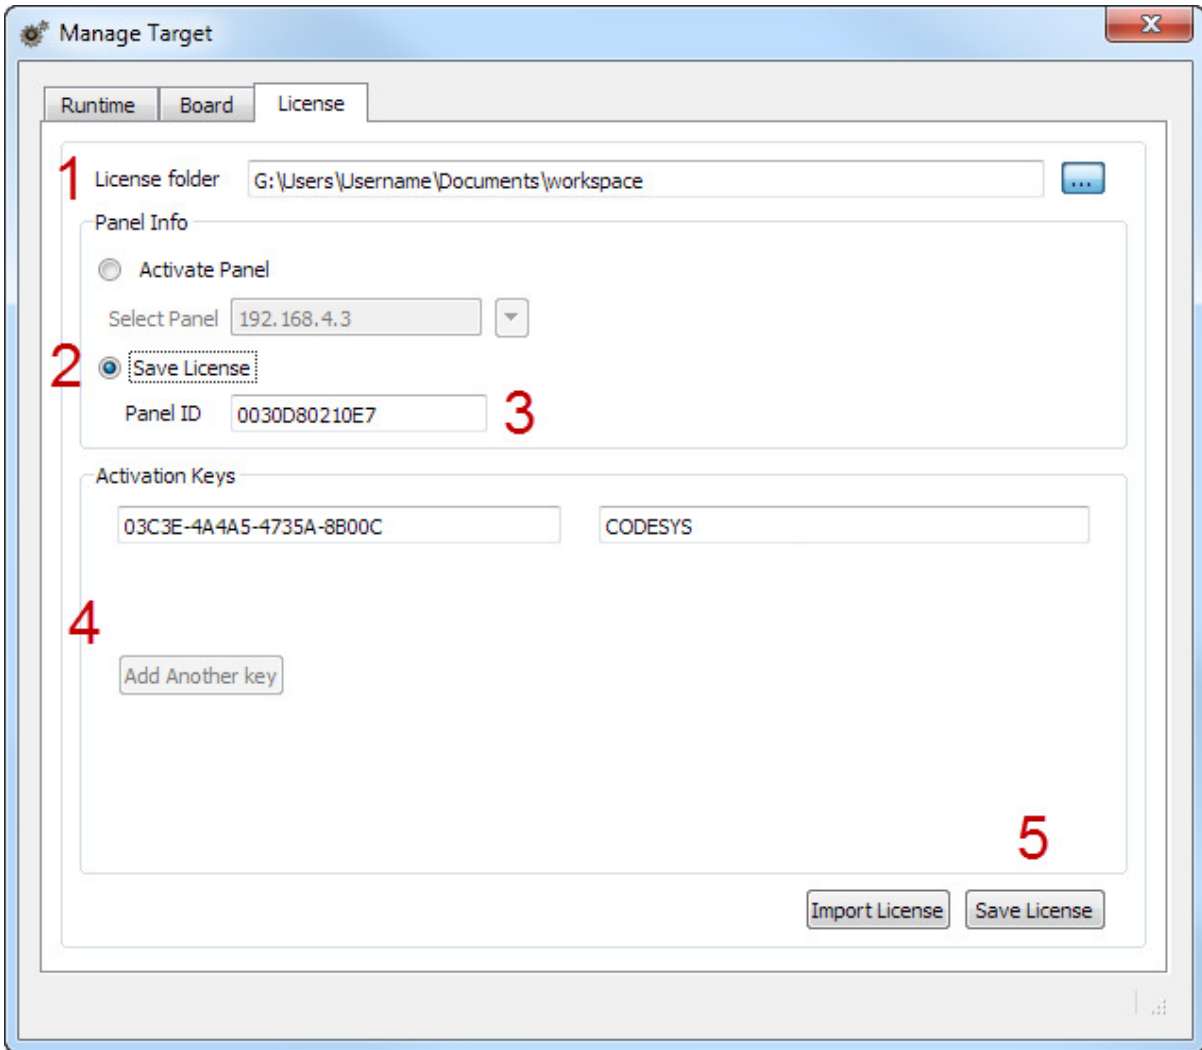 Manage Target
X
Runtime Board License
1 License folder G:\Users\Username\Documents\workspace ...
Panel Info
Activate Panel
Select Panel 192.168.4.3
2 Save License
Panel ID 0030D80210E7 3
Activation Keys
03C3E-4A4A5-4735A-8B00C CODESYS
4
Add Another key
5
Import License Save License